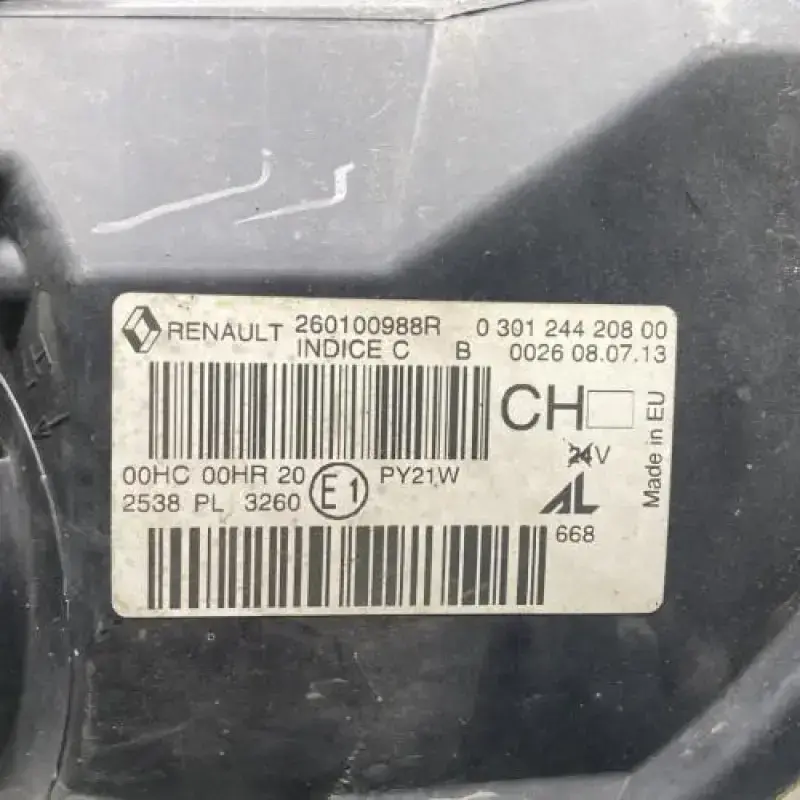 RENAULT 260100988R 0 301 244 208 00
INDICE C B 0026 08.07.13
CH
24V
Made in EU
00HC 00HR 20 E1 PY21W
2538 PL 3260
AL
668